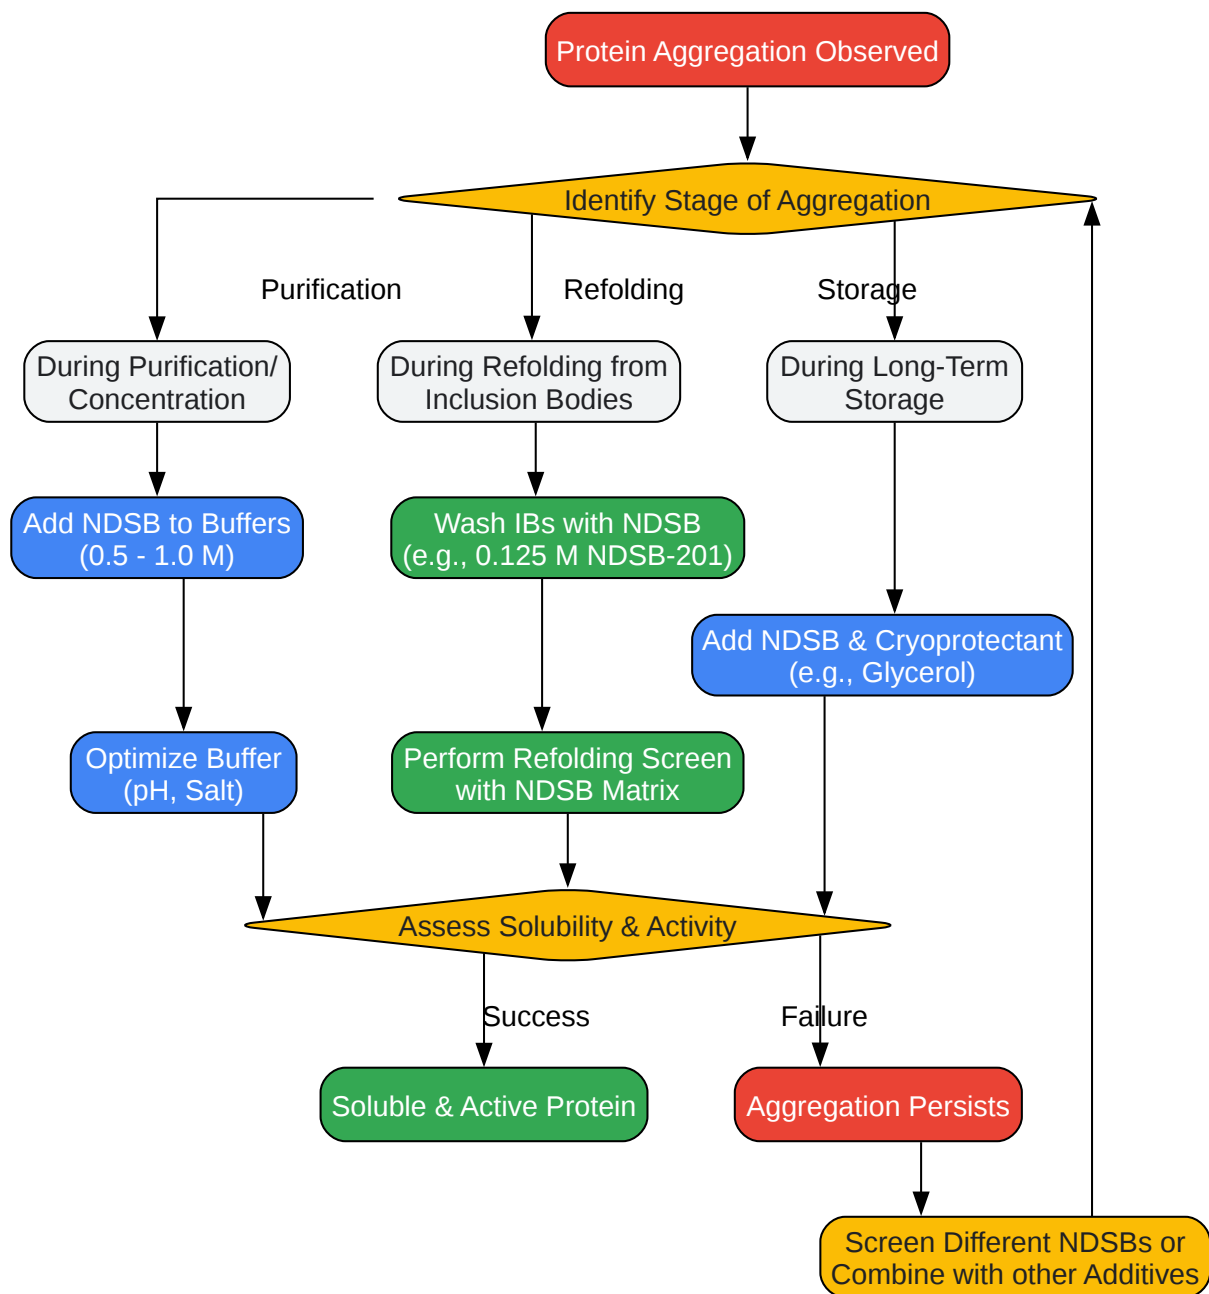 Protein Aggregation Observed
Identify Stage of Aggregation
Purification
Refolding
Storage
During Purification/
Concentration
During Refolding from
Inclusion Bodies
During Long-Term
Storage
Add NDSB to Buffers
(0.5 - 1.0 M)
Wash IBs with NDSB
(e.g., 0.125 M NDSB-201)
Add NDSB & Cryoprotectant
(e.g., Glycerol)
Optimize Buffer
(pH, Salt)
Perform Refolding Screen
with NDSB Matrix
Assess Solubility & Activity
Success
Failure
Soluble & Active Protein
Aggregation Persists
Screen Different NDSBs or
Combine with other Additives